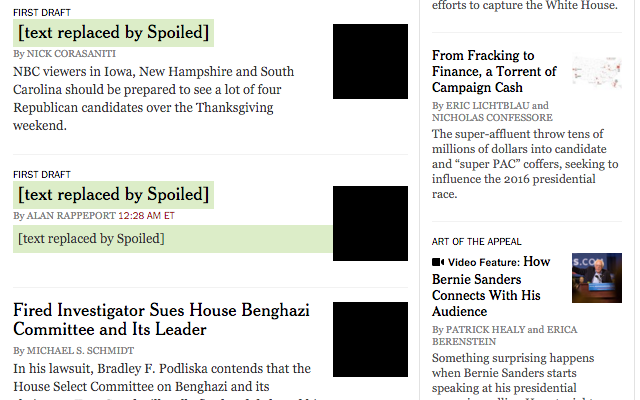 FIRST DRAFT
[text replaced by Spoiled]
By NICK CORASANITI
NBC viewers in Iowa, New Hampshire and South
Carolina should be prepared to see a lot of four
Republican candidates over the Thanksgiving
weekend.
FIRST DRAFT
[text replaced by Spoiled]
By ALAN RAPPEPORT 12:28 AM ET
[text replaced by Spoiled]
Fired Investigator Sues House Benghazi
Committee and Its Leader
By MICHAEL S. SCHMIDT
In his lawsuit, Bradley F. Podliska contends that the
House Select Committee on Benghazi and its
efforts to capture the White House.
From Fracking to
Finance, a Torrent of
Campaign Cash
By ERIC LICHTBLAU and
NICHOLAS CONFESSORE
The super-affluent throw tens of
millions of dollars into candidate
and “super PAC” coffers, seeking to
influence the 2016 presidential
race.
ART OF THE APPEAL
Video Feature: How
Bernie Sanders
Connects With His
Audience
By PATRICK HEALY and ERICA
BERENSTEIN
Something surprising happens
when Bernie Sanders starts
speaking at his presidential